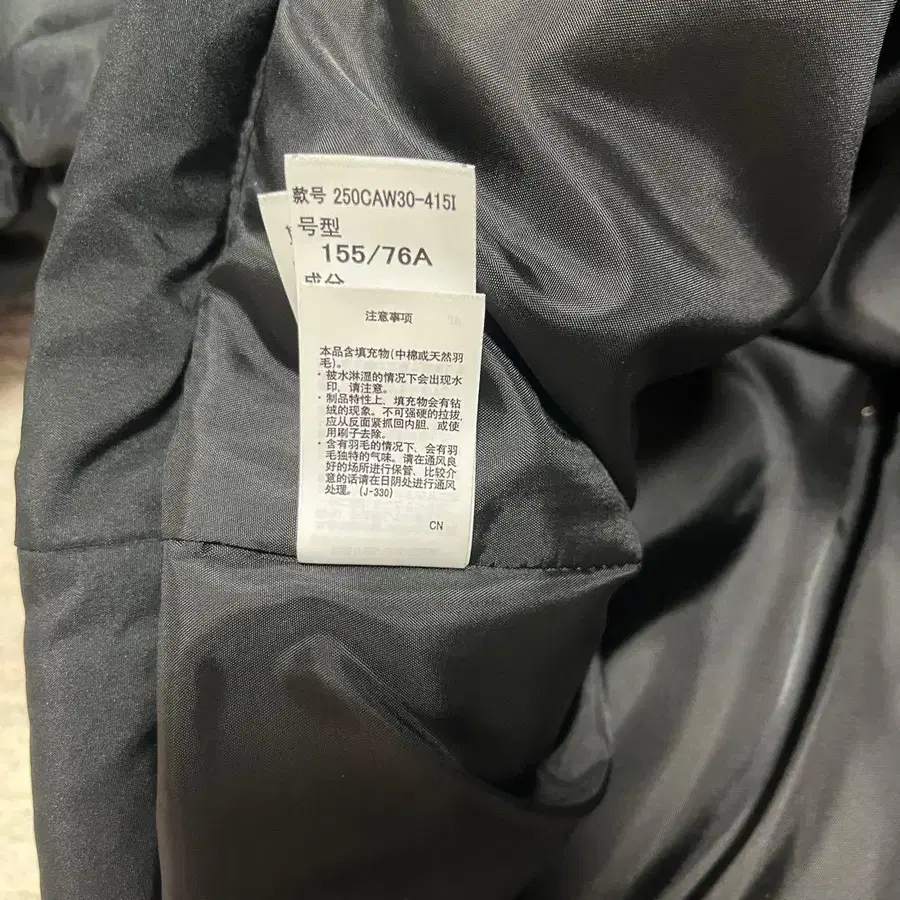 款号 250CAW30-415I
号型
155/76A
成分
注意事项
本品含填充物(中棉或天然羽
毛)。
・被水淋湿的情况下会出现水
印，请注意。
・制品特性上、填充物会有钻
绒的现象。不可强硬的拉拔，
应从反面紧抓回内胆，或使
用刷子去除。
・含有羽毛的情况下、会有羽
毛独特的气味。请在通风良
好的场所进行保管、比较介
意的话请在日阴处进行通风
处理。(J-330)
CN